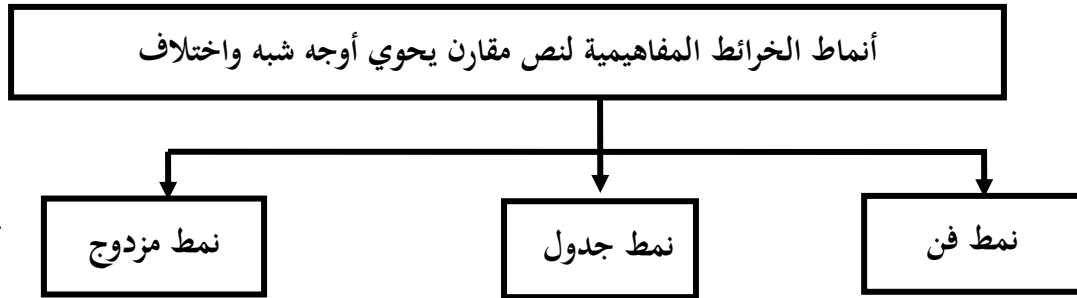 أنماط الخرائط المفاهيمية لنص مقارن يحوي أوجه شبه واختلاف
نمط فن
نمط جدول
نمط مزدوج